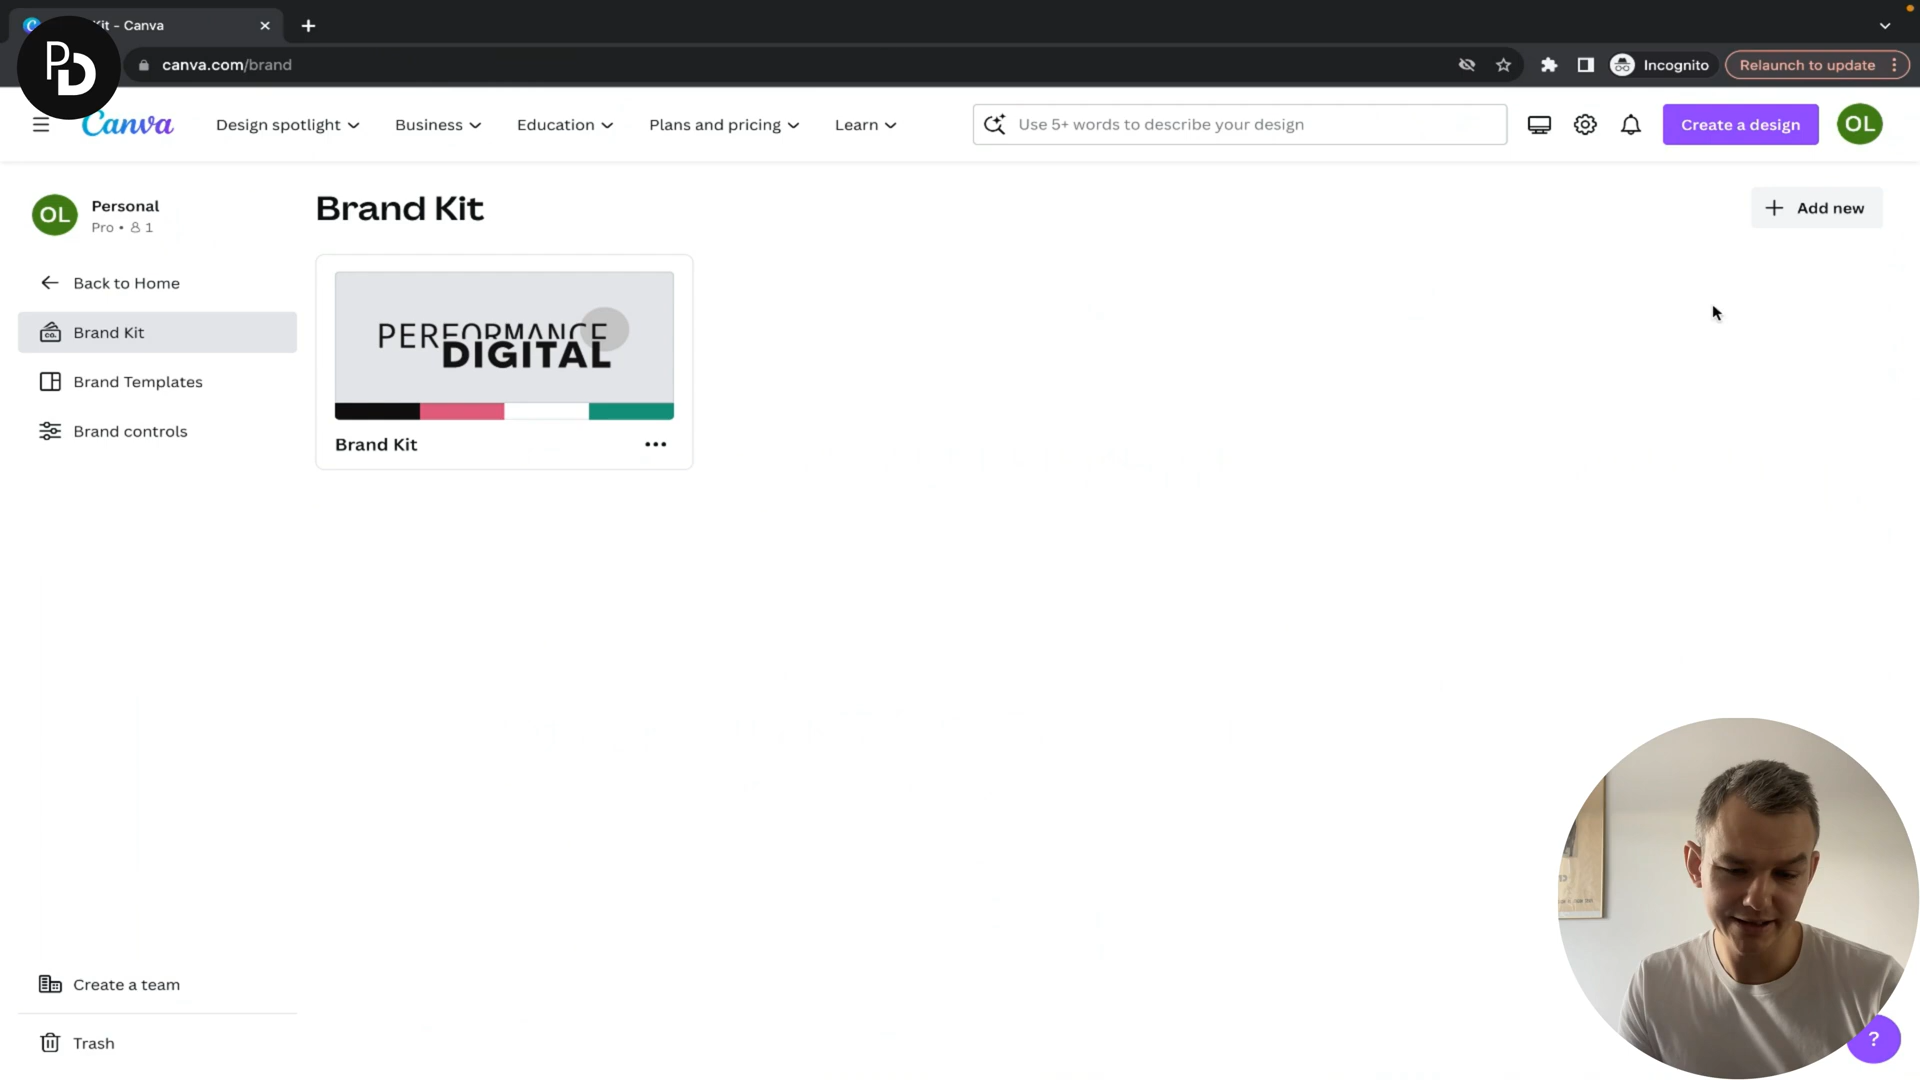 Kit - Canva
PD
canva.com/brand
Incognito
Relaunch to update
Canva
Design spotlight
Business
Education
Plans and pricing
Learn
Use 5+ words to describe your design
Create a design
OL
OL
Personal
Pro • 1
Brand Kit
Add new
Back to Home
Brand Kit
Brand Templates
Brand controls
PERFORMANCE
DIGITAL
Brand Kit
Create a team
Trash
?